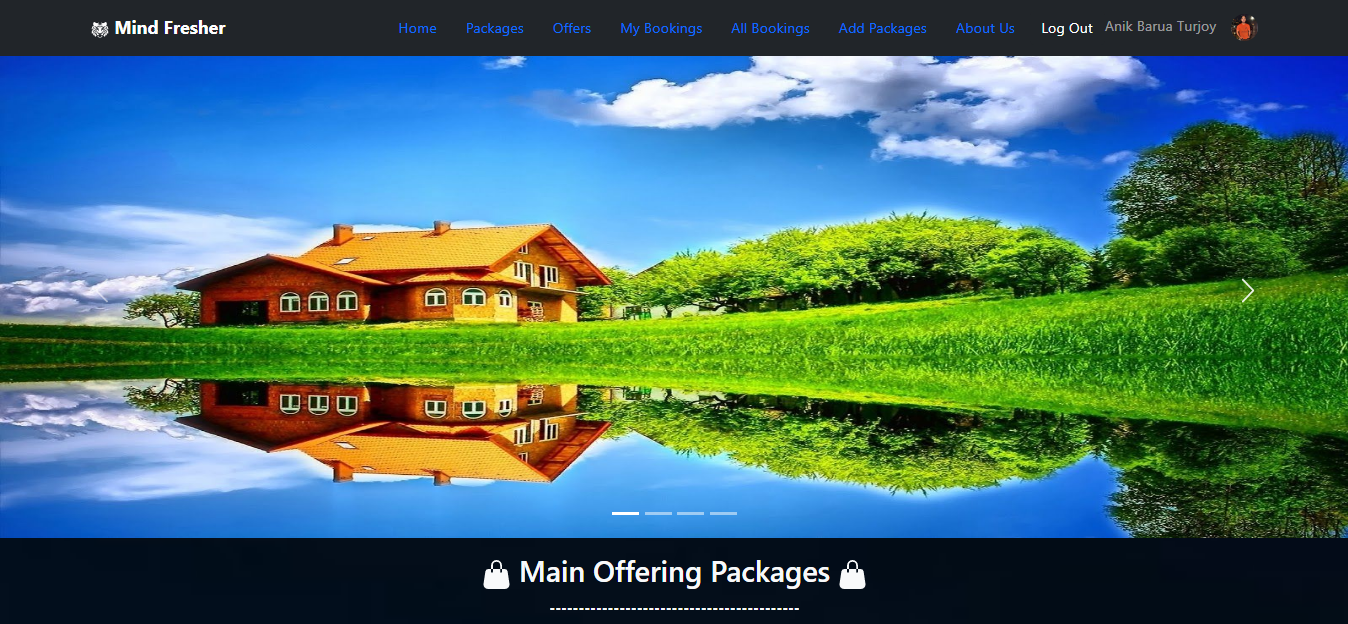 Mind Fresher Home Packages Offers My Bookings All Bookings Add Packages About Us Log Out Anik Barua Turjoy
Main Offering Packages
-------------------------------------------